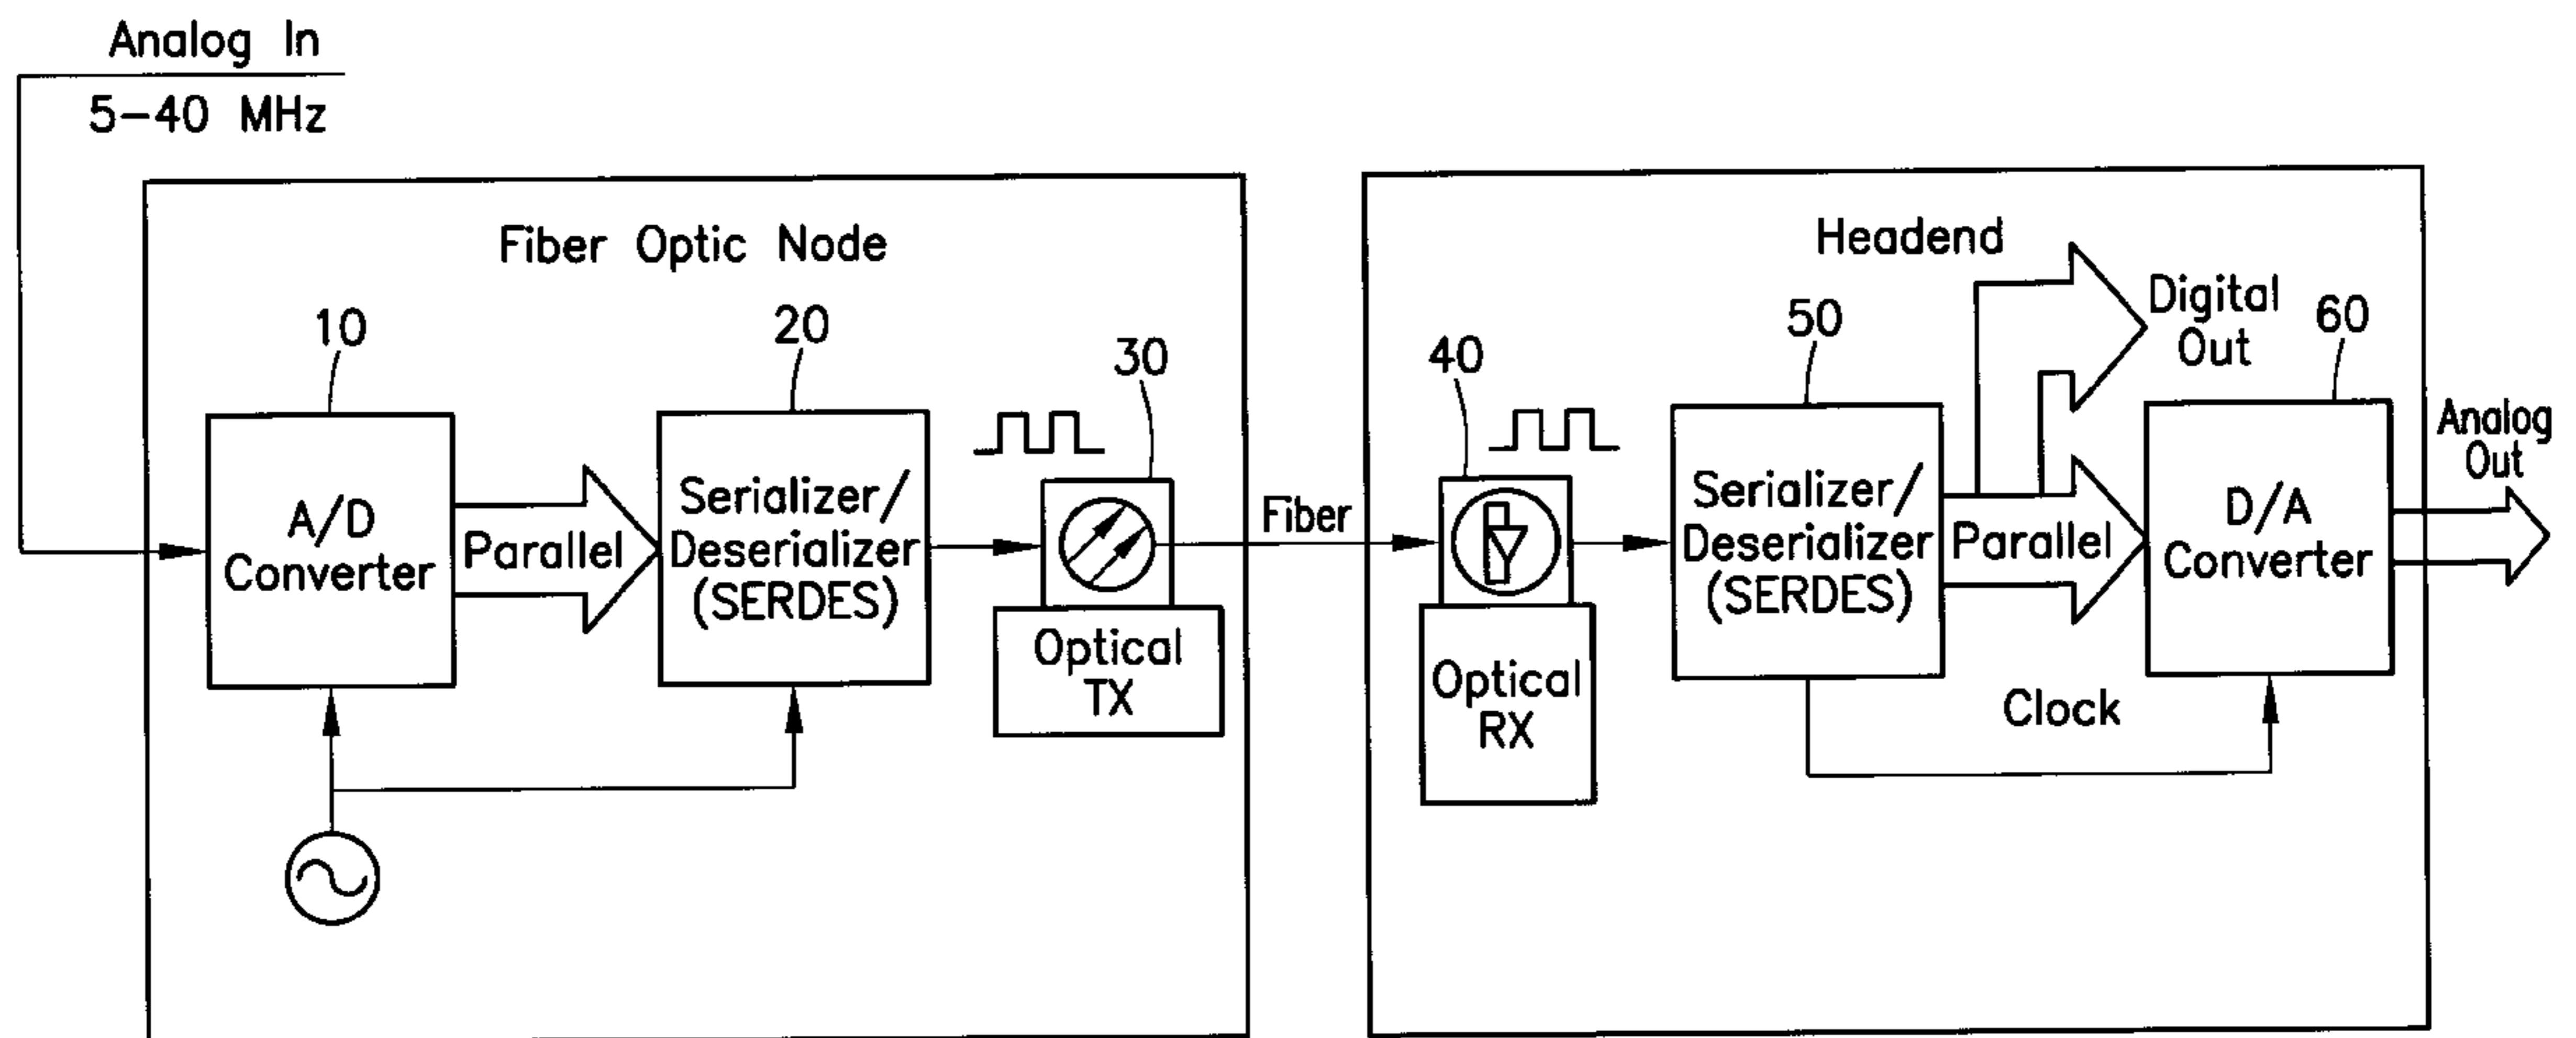 Analog In
5-40 MHz
Fiber Optic Node
10
20
30
A/D
Converter
Parallel
Serializer/
Deserializer
(SERDES)
Optical
TX
Fiber
Headend
40
50
60
Digital
Out
Optical
RX
Serializer/
Deserializer
(SERDES)
Parallel
D/A
Converter
Clock
Analog
Out